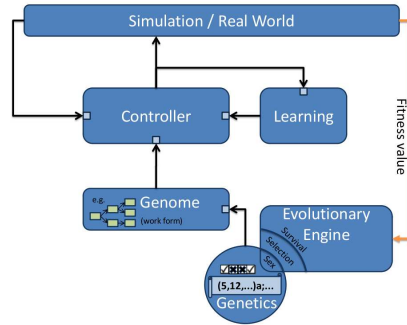 Simulation / Real World
Controller
Learning
Fitness value
e.g.
Genome
(work form)
Evolutionary
Engine
Survival
Selection
Sex
(5,12,...)a;...
Genetics